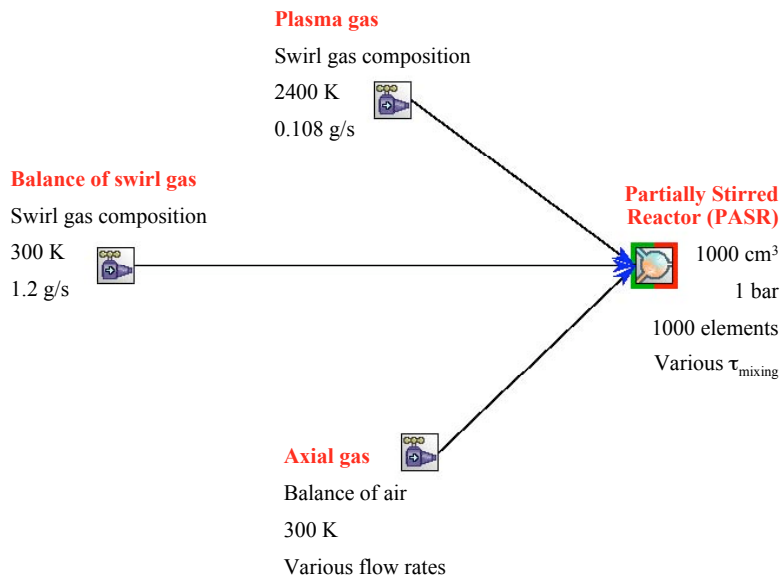 Plasma gas
Swirl gas composition
2400 K
0.108 g/s
Balance of swirl gas
Swirl gas composition
300 K
1.2 g/s
Partially Stirred
Reactor (PASR)
1000 cm³
1 bar
1000 elements
Various τmixing
Axial gas
Balance of air
300 K
Various flow rates